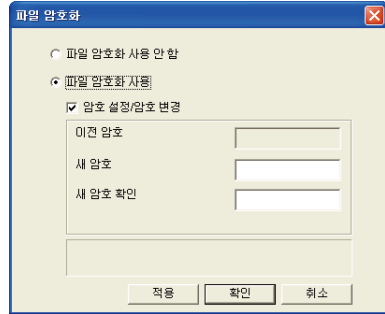 파일 암호화
파일 암호화 사용 안 함
파일 암호화 사용
암호 설정/암호 변경
이전 암호
새 암호
새 암호 확인
적용 확인 취소